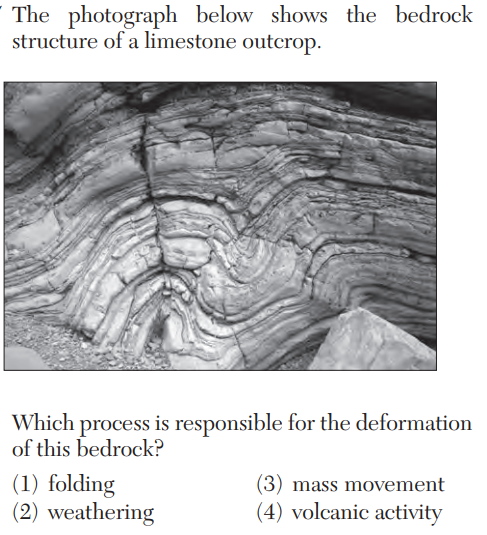 The photograph below shows the bedrock
structure of a limestone outcrop.
Which process is responsible for the deformation
of this bedrock?
(1) folding (3) mass movement
(2) weathering (4) volcanic activity